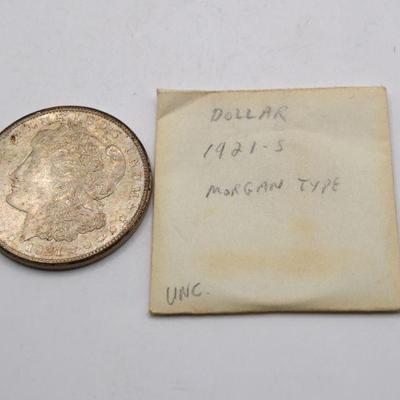 DOLLAR
1921-S
MORGAN TYPE
UNC.